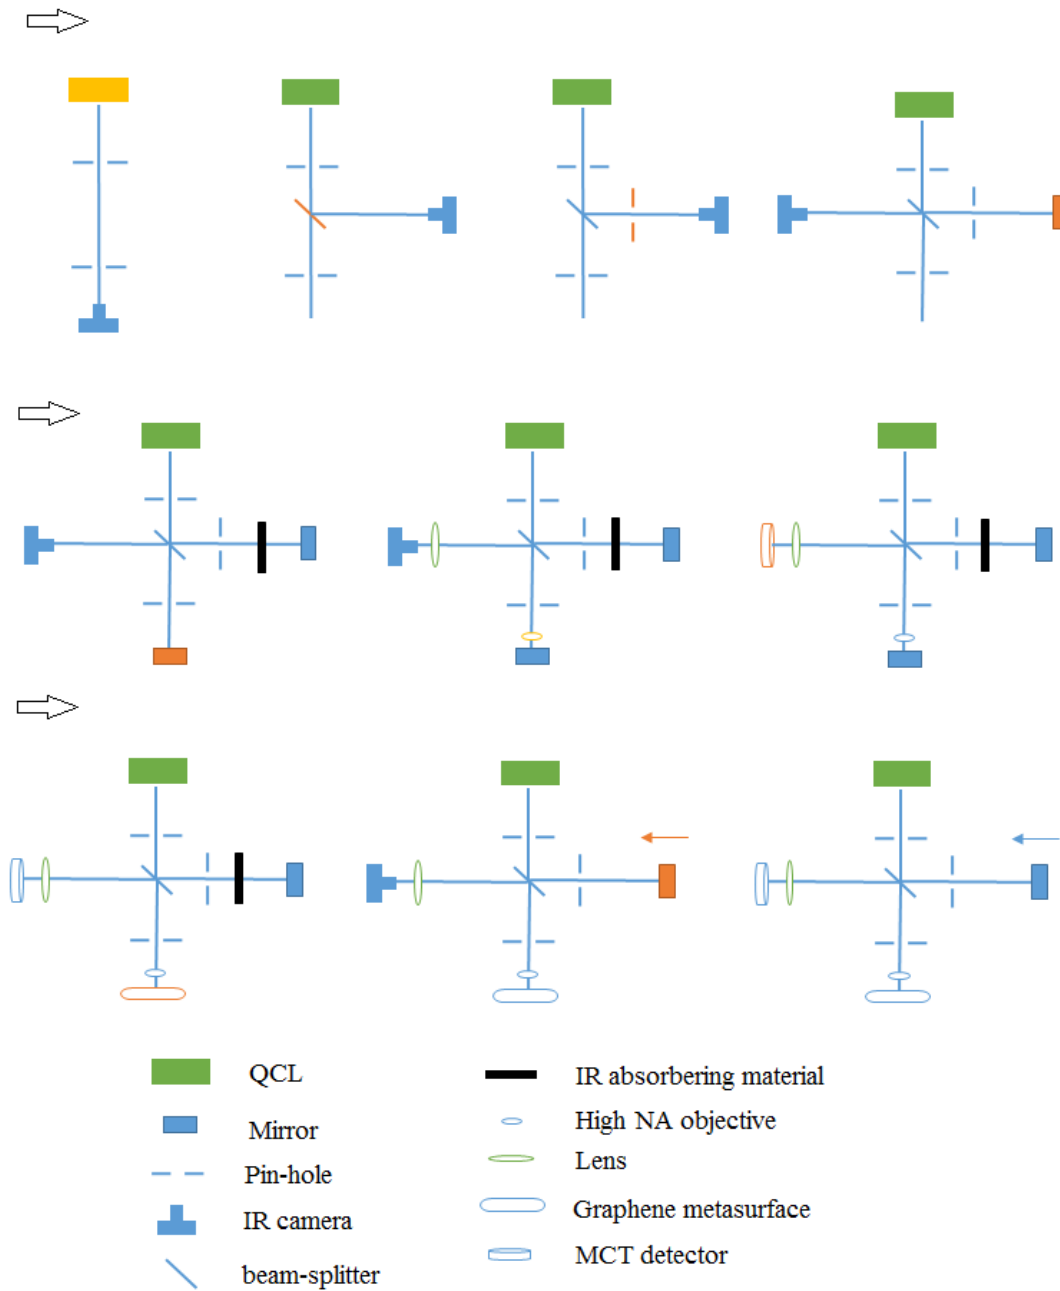 QCL
Mirror
Pin-hole
IR camera
beam-splitter
IR absorbering material
High NA objective
Lens
Graphene metasurface
MCT detector